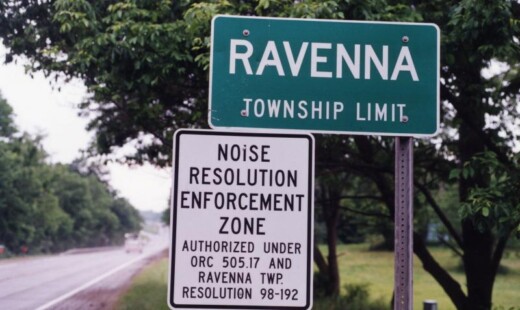 RAVENNA
TOWNSHIP LIMIT
NOiSE
RESOLUTION
ENFORCEMENT
ZONE
AUTHORIZED UNDER
ORC 505.17 AND
RAVENNA TWP.
RESOLUTION 98-192